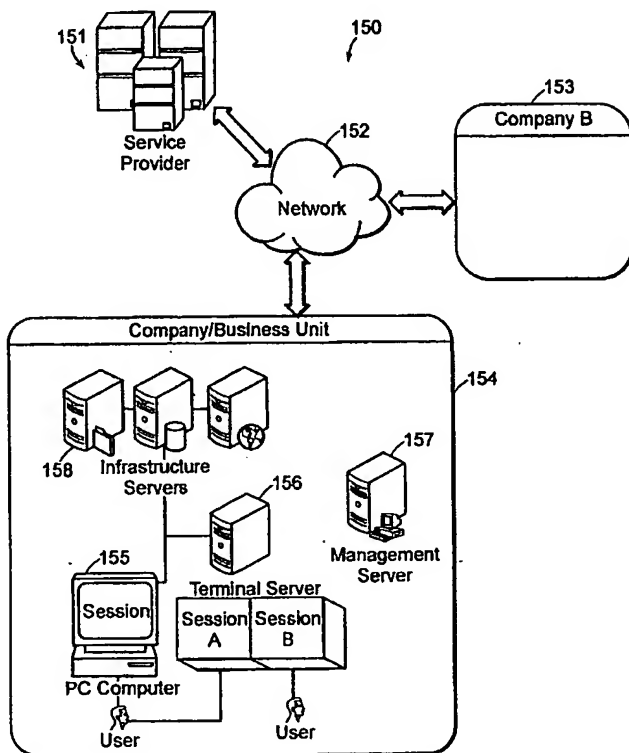 151
150
153
Company B
Service
Provider
152
Network
Company/Business Unit
154
157
158
Infrastructure
Servers
156
Management
Server
155
Session
Terminal Server
Session
A
Session
B
PC Computer
User
User